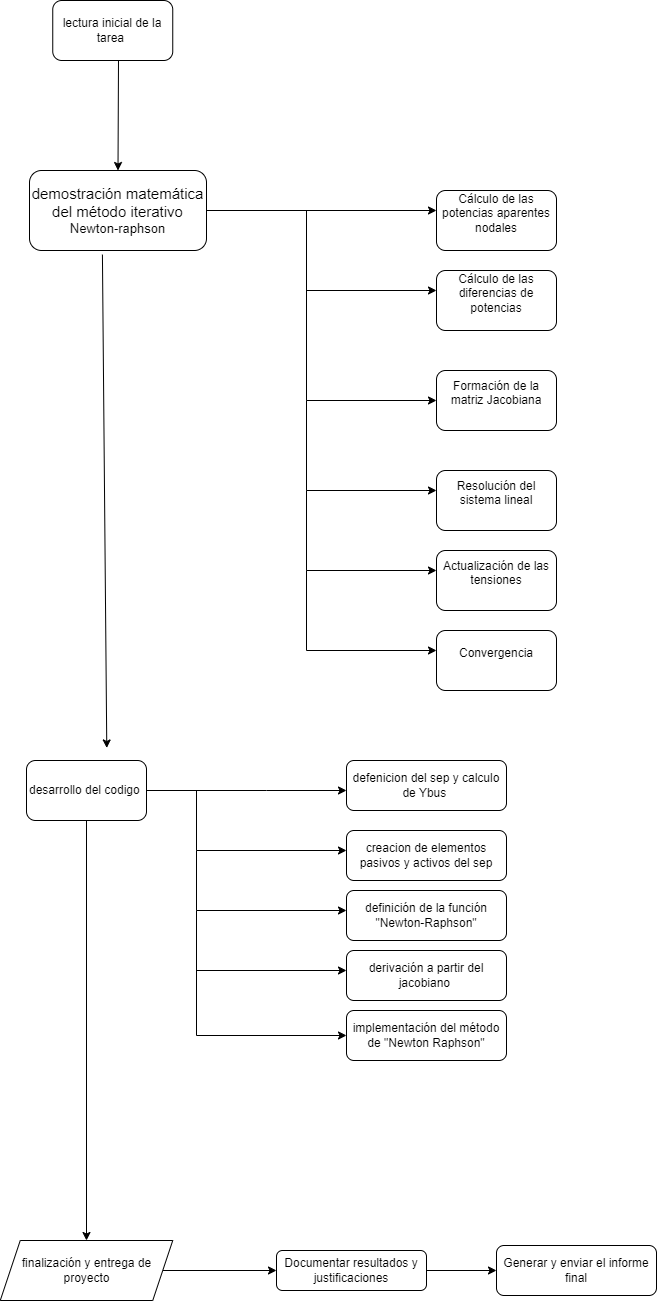 lectura inicial de la
tarea
demostración matemática
del método iterativo
Newton-raphson
Cálculo de las
potencias aparentes
nodales
Cálculo de las
diferencias de
potencias
Formación de la
matriz Jacobiana
Resolución del
sistema lineal
Actualización de las
tensiones
Convergencia
desarrollo del codigo
defenicion del sep y calculo
de Ybus
creacion de elementos
pasivos y activos del sep
definición de la función
"Newton-Raphson"
derivación a partir del
jacobiano
implementación del método
de "Newton Raphson"
finalización y entrega de
proyecto
Documentar resultados y
justificaciones
Generar y enviar el informe
final